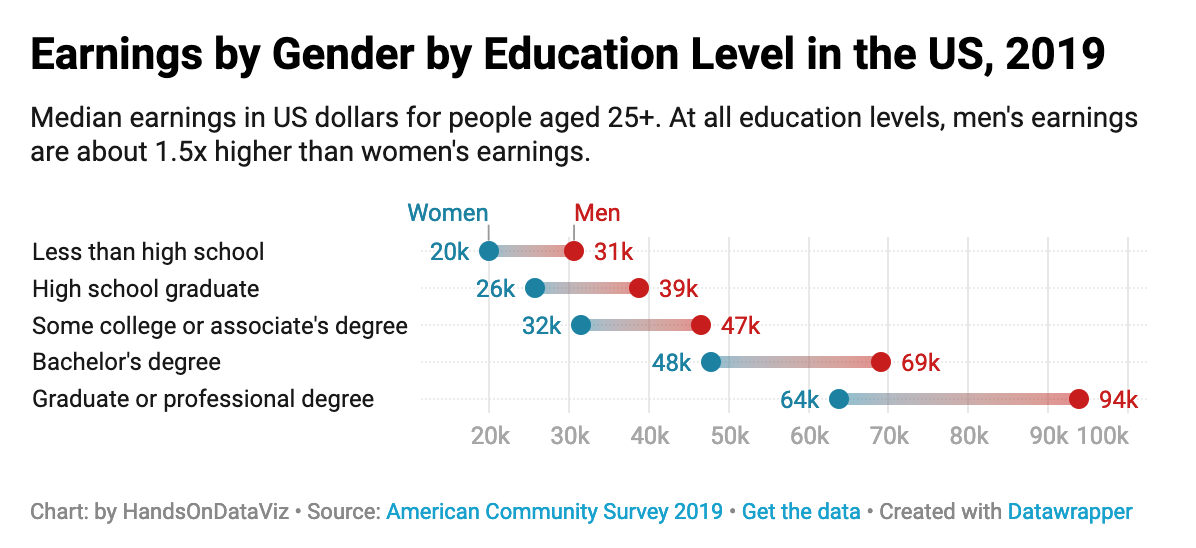 Earnings by Gender by Education Level in the US, 2019
Median earnings in US dollars for people aged 25+. At all education levels, men's earnings
are about 1.5x higher than women's earnings.
Women Men
Less than high school 20k 31k
High school graduate 26k 39k
Some college or associate's degree 32k 47k
Bachelor's degree 48k 69k
Graduate or professional degree 64k 94k
20k 30k 40k 50k 60k 70k 80k 90k 100k
Chart: by HandsOnDataViz • Source: American Community Survey 2019 • Get the data • Created with Datawrapper